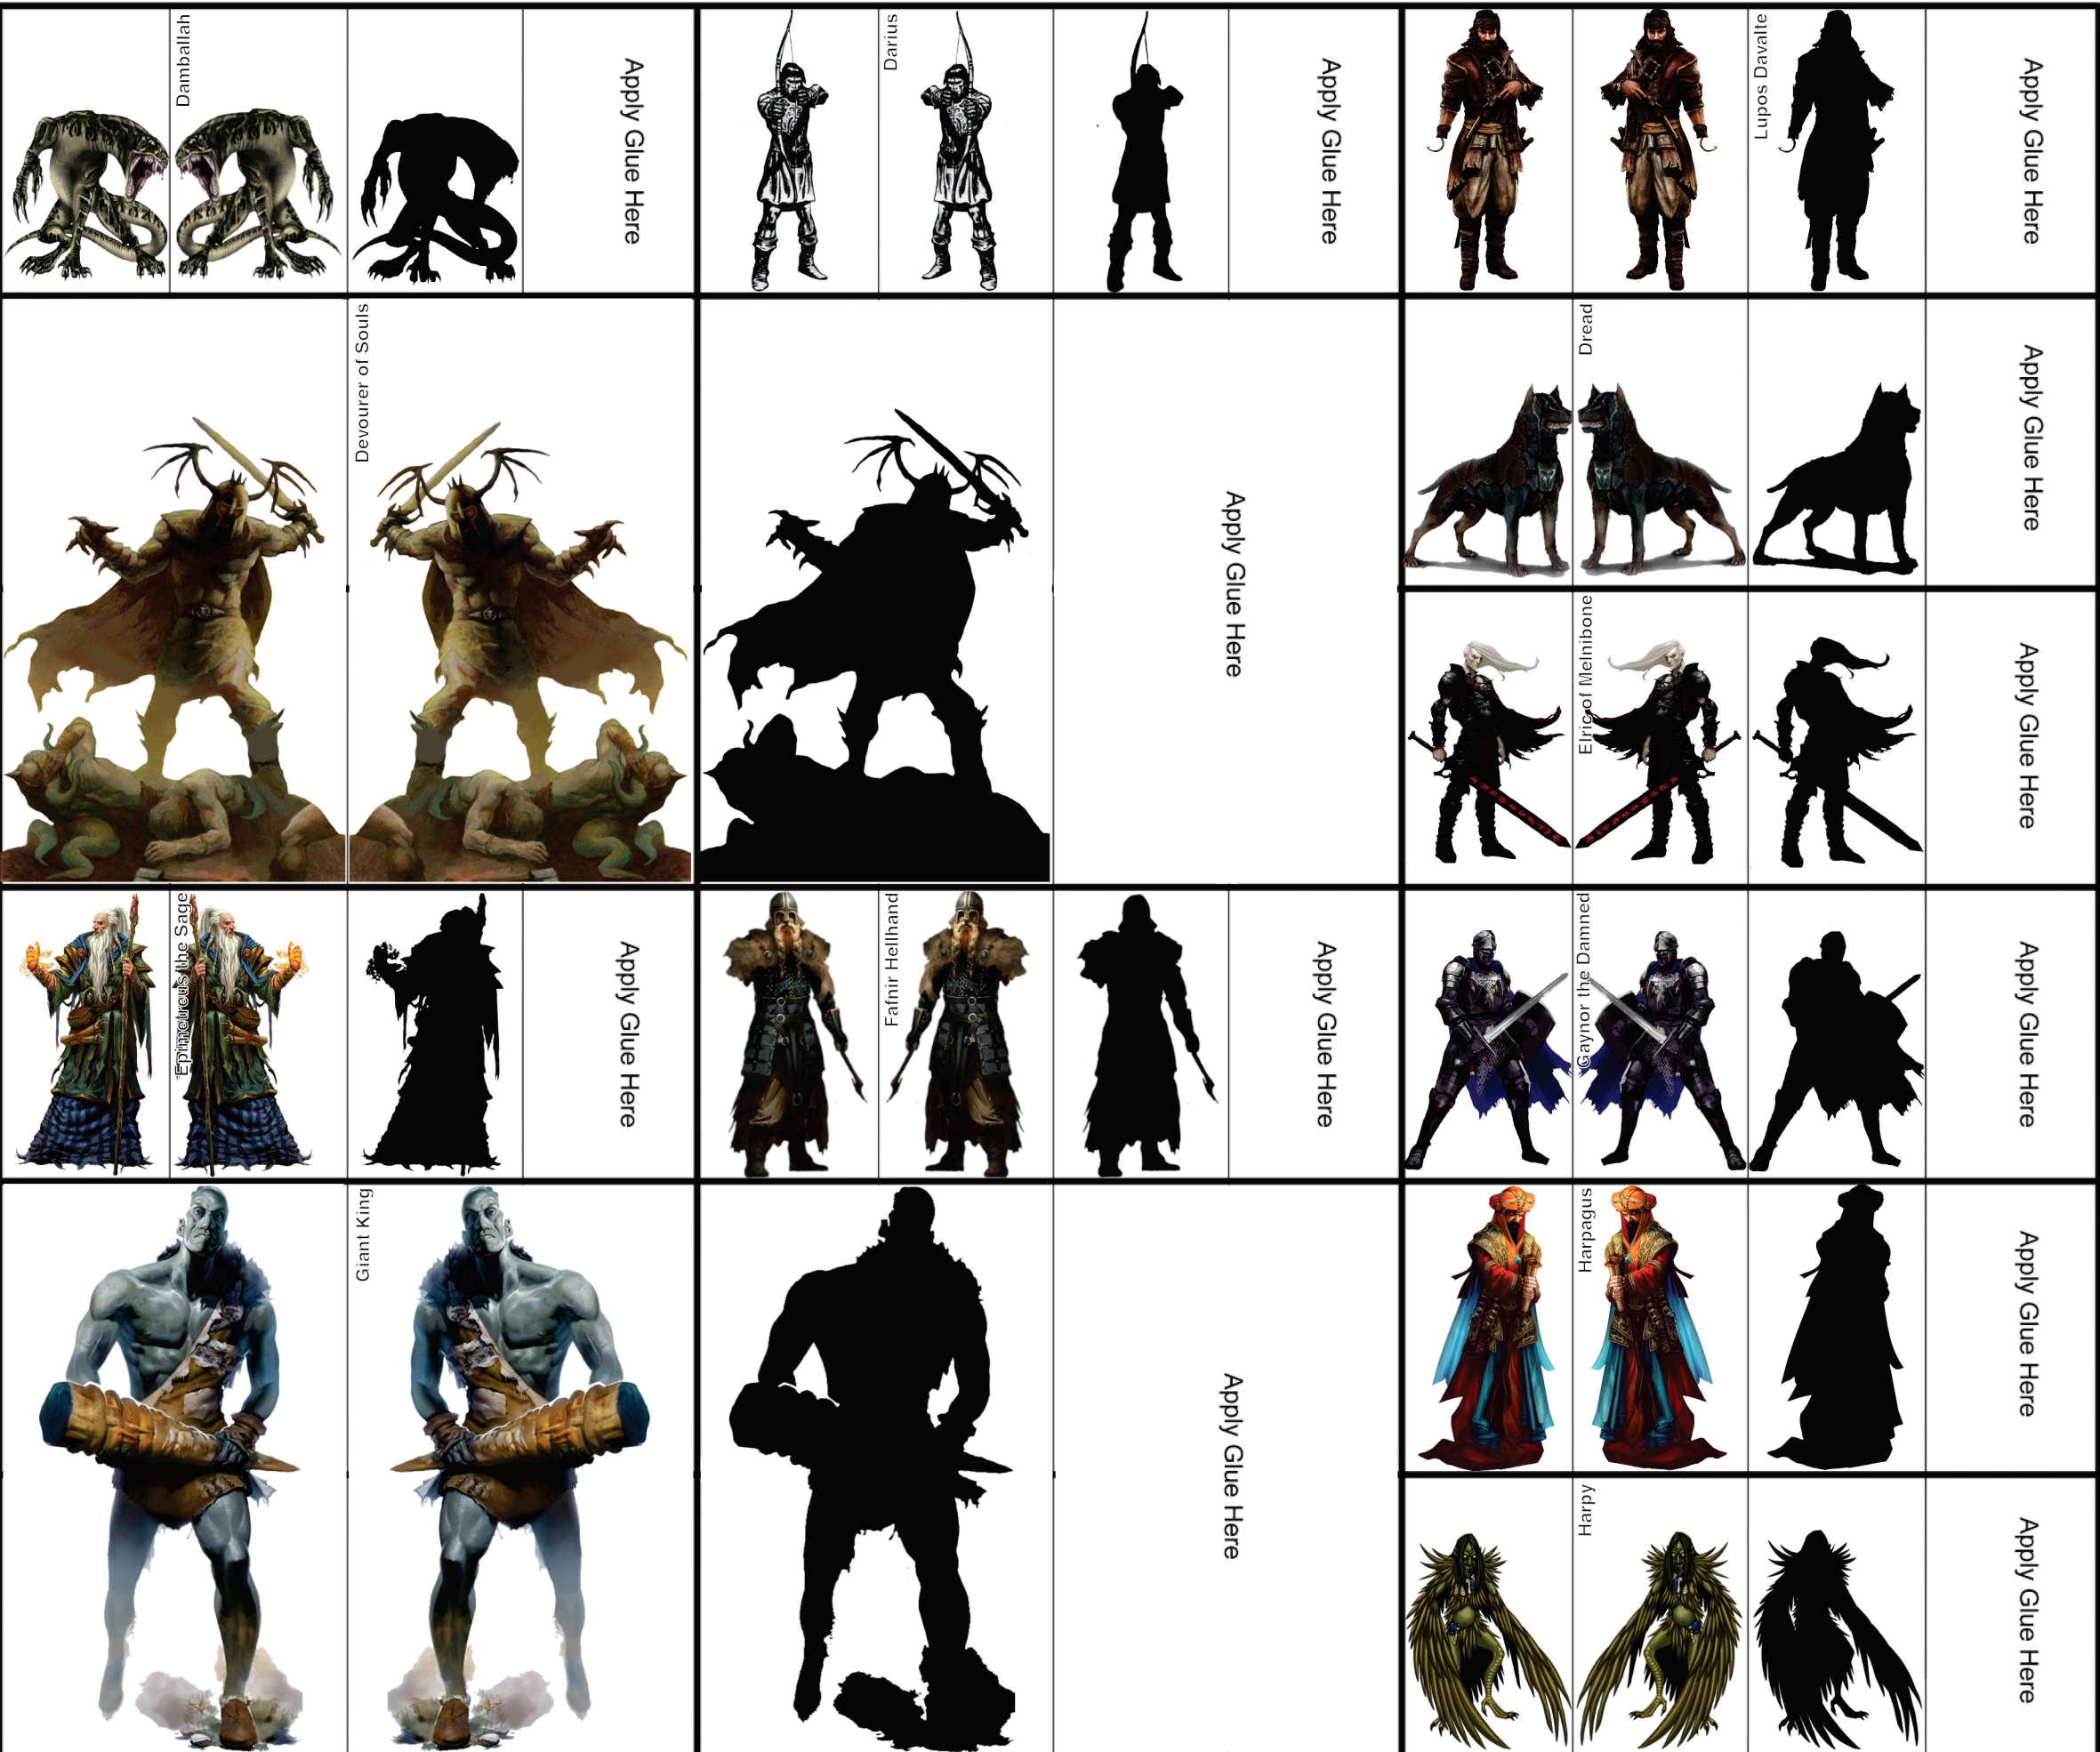 Damballah
Apply Glue Here
Darius
Apply Glue Here
Lupos Davalte
Apply Glue Here
Devourer of Souls
Apply Glue Here
Dread
Apply Glue Here
Elric of Melnibone
Apply Glue Here
Epimetreus the Sage
Apply Glue Here
Fafnir Hellhand
Apply Glue Here
Gaynor the Damned
Apply Glue Here
Giant King
Apply Glue Here
Harpagus
Apply Glue Here
Harpy
Apply Glue Here